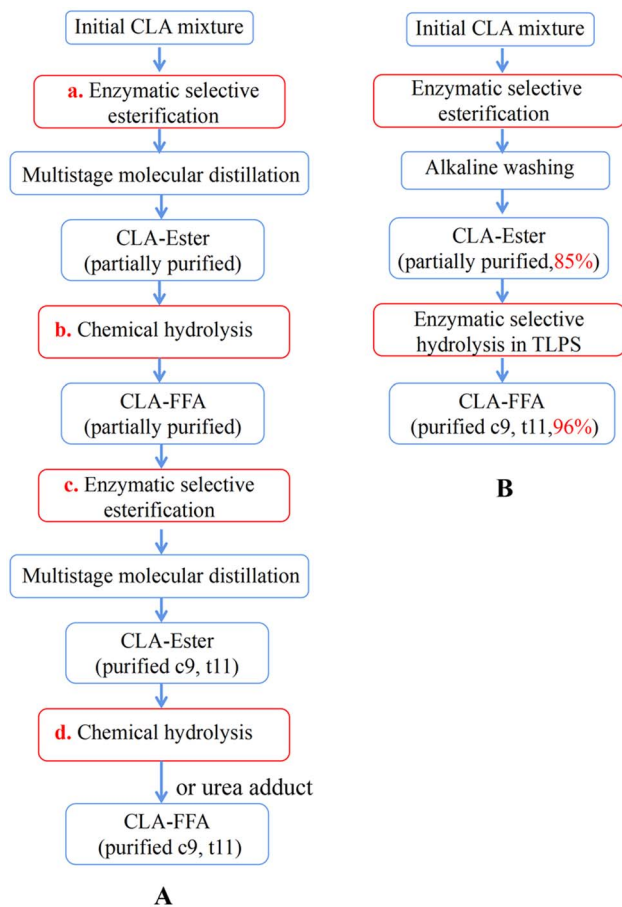 Initial CLA mixture
a. Enzymatic selective
esterification
Multistage molecular distillation
CLA-Ester
(partially purified)
b. Chemical hydrolysis
CLA-FFA
(partially purified)
c. Enzymatic selective
esterification
Multistage molecular distillation
CLA-Ester
(purified c9, t11)
d. Chemical hydrolysis
or urea adduct
CLA-FFA
(purified c9, t11)
A
Initial CLA mixture
Enzymatic selective
esterification
Alkaline washing
CLA-Ester
(partially purified,85%)
Enzymatic selective
hydrolysis in TLPS
CLA-FFA
(purified c9, t11,96%)
B